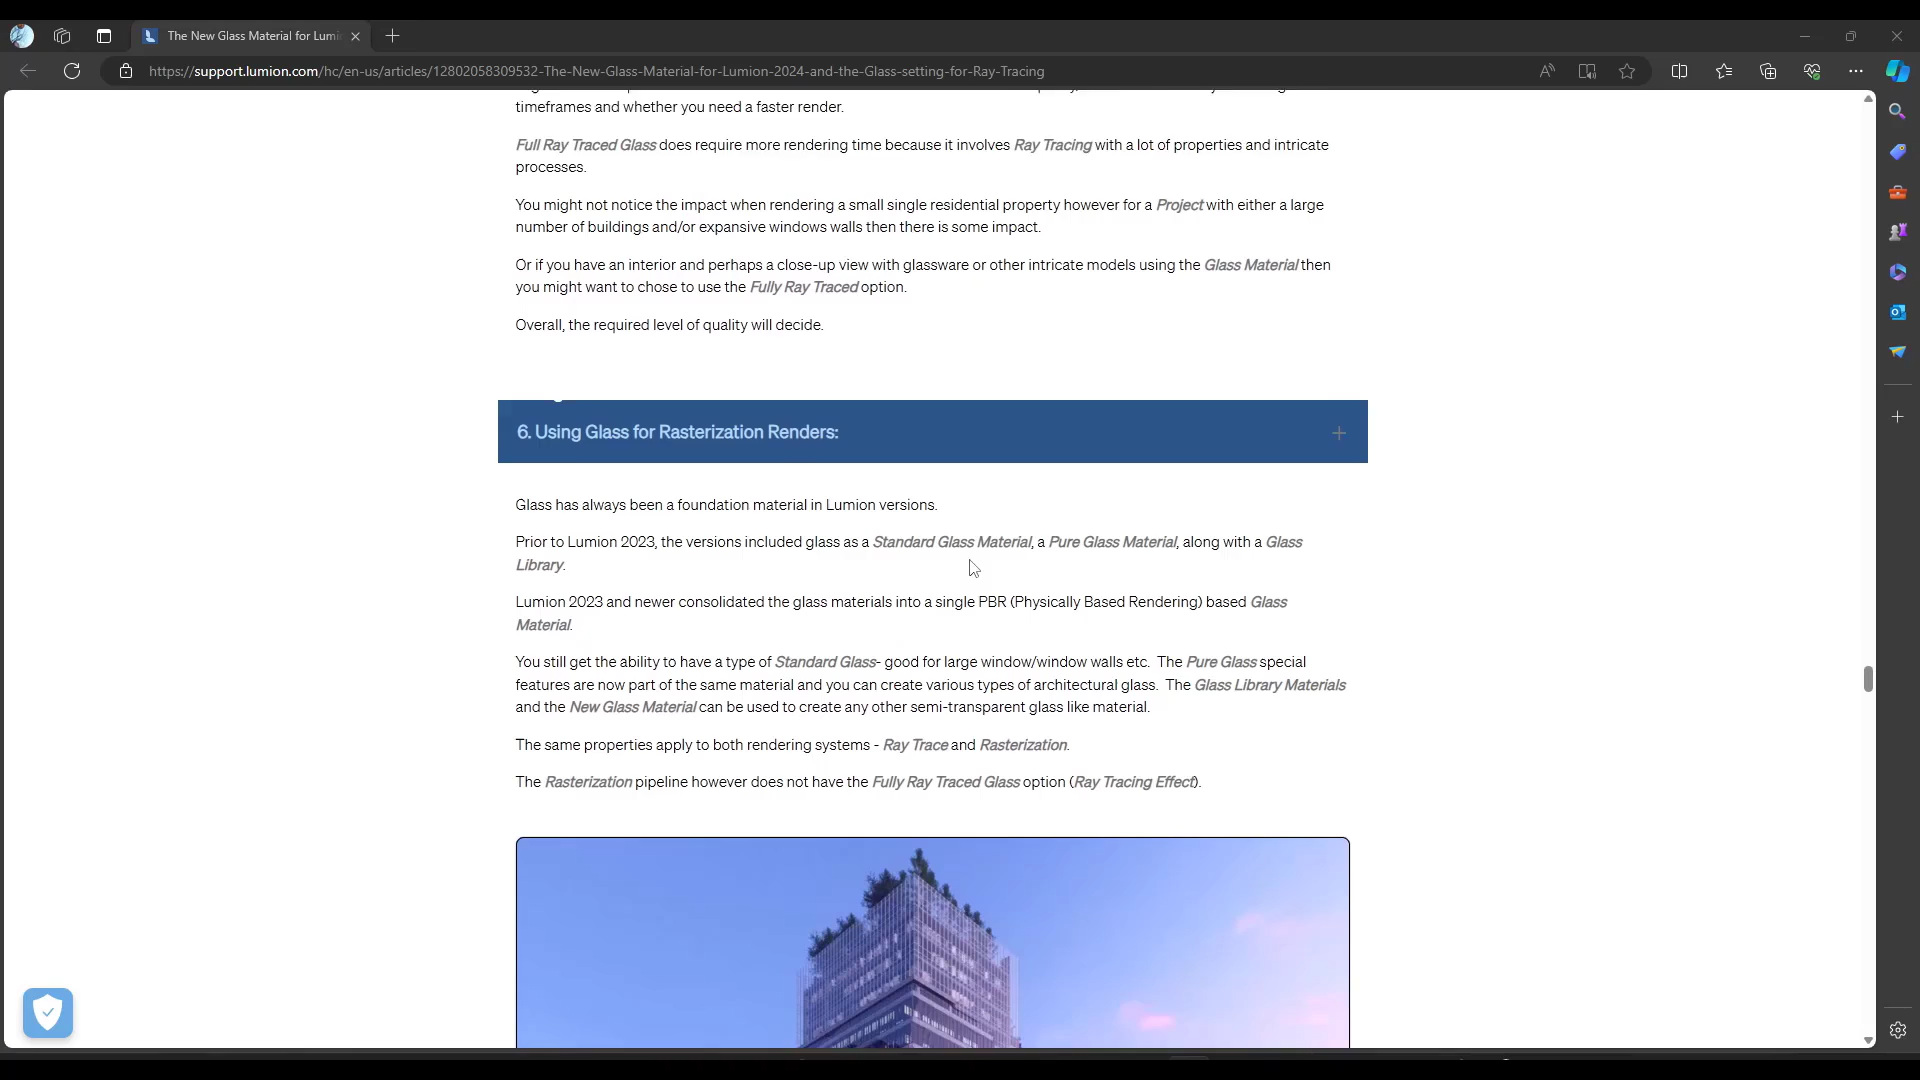 The New Glass Material for Lumi
https://support.lumion.com/hc/en-us/articles/12802058309532-The-New-Glass-Material-for-Lumion-2024-and-the-Glass-setting-for-Ray-Tracing
timeframes and whether you need a faster render.
Full Ray Traced Glass does require more rendering time because it involves Ray Tracing with a lot of properties and intricate
processes.
You might not notice the impact when rendering a small single residential property however for a Project with either a large
number of buildings and/or expansive windows walls then there is some impact.
Or if you have an interior and perhaps a close-up view with glassware or other intricate models using the Glass Material then
you might want to chose to use the Fully Ray Traced option.
Overall, the required level of quality will decide.
6. Using Glass for Rasterization Renders:
Glass has always been a foundation material in Lumion versions.
Prior to Lumion 2023, the versions included glass as a Standard Glass Material, a Pure Glass Material, along with a Glass
Library.
Lumion 2023 and newer consolidated the glass materials into a single PBR (Physically Based Rendering) based Glass
Material.
You still get the ability to have a type of Standard Glass- good for large window/window walls etc.  The Pure Glass special
features are now part of the same material and you can create various types of architectural glass.  The Glass Library Materials
and the New Glass Material can be used to create any other semi-transparent glass like material.
The same properties apply to both rendering systems - Ray Trace and Rasterization.
The Rasterization pipeline however does not have the Fully Ray Traced Glass option (Ray Tracing Effect).